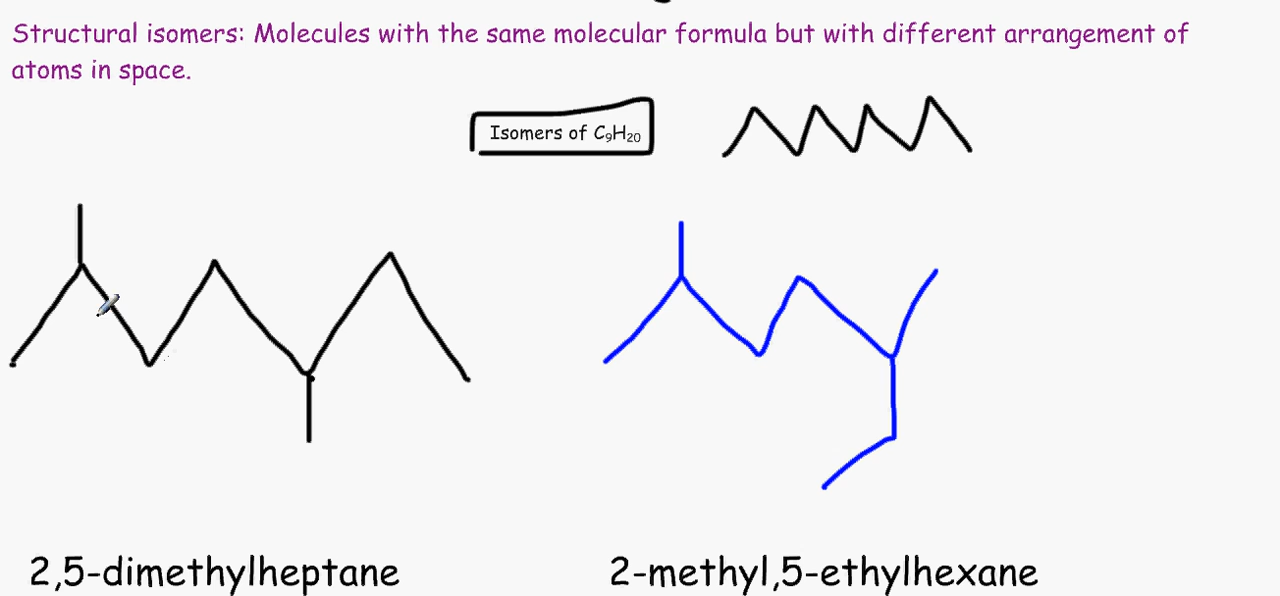 Structural isomers: Molecules with the same molecular formula but with different arrangement of
atoms in space.
Isomers of C₉H₂₀
2,5-dimethylheptane
2-methyl,5-ethylhexane